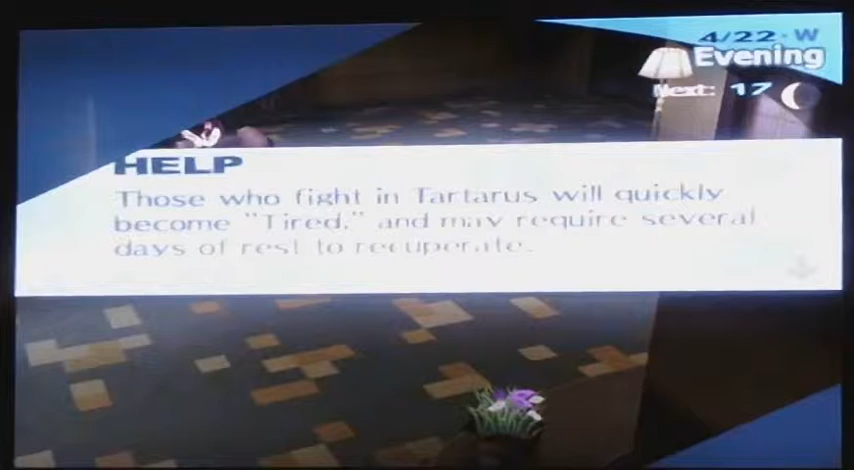 4/22 · W
Evening
Next: 17
HELP
Those who fight in Tartarus will quickly
become "Tired," and may require several
days of rest to recuperate.